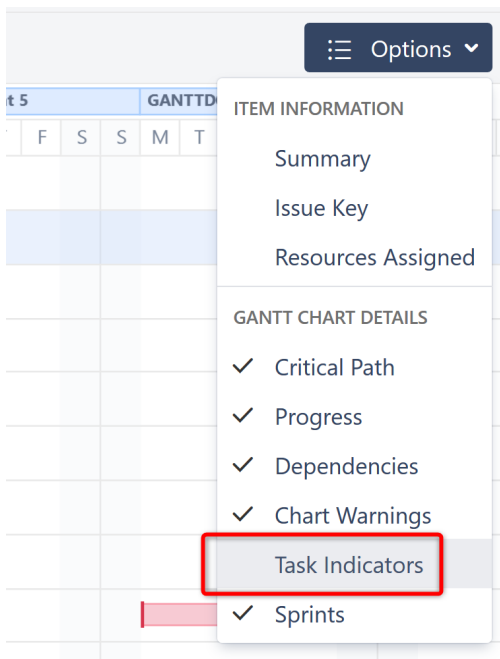 Options
t 5
GANTTD
F S S M T
ITEM INFORMATION
Summary
Issue Key
Resources Assigned
GANTT CHART DETAILS
Critical Path
Progress
Dependencies
Chart Warnings
Task Indicators
Sprints